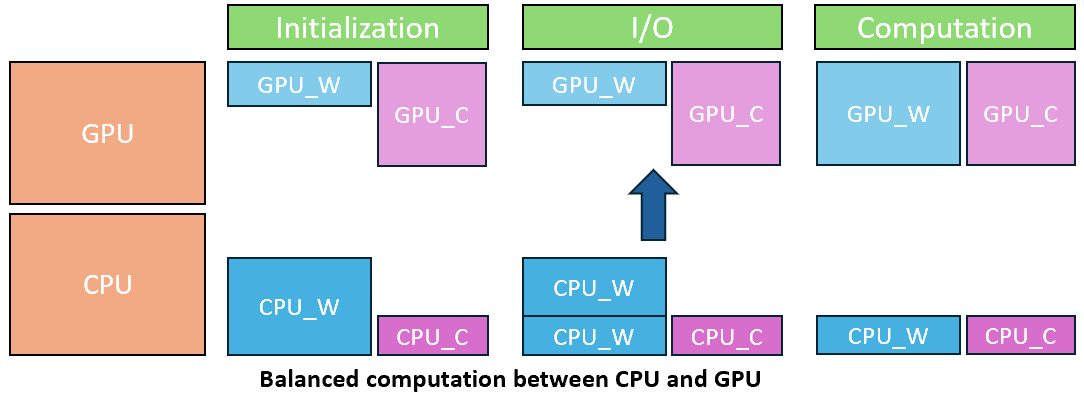 Initialization
I/O
Computation
GPU
GPU_W
GPU_C
GPU_W
GPU_C
GPU_W
GPU_C
CPU
CPU_W
CPU_C
CPU_W
CPU_W
CPU_C
CPU_W
CPU_C
Balanced computation between CPU and GPU